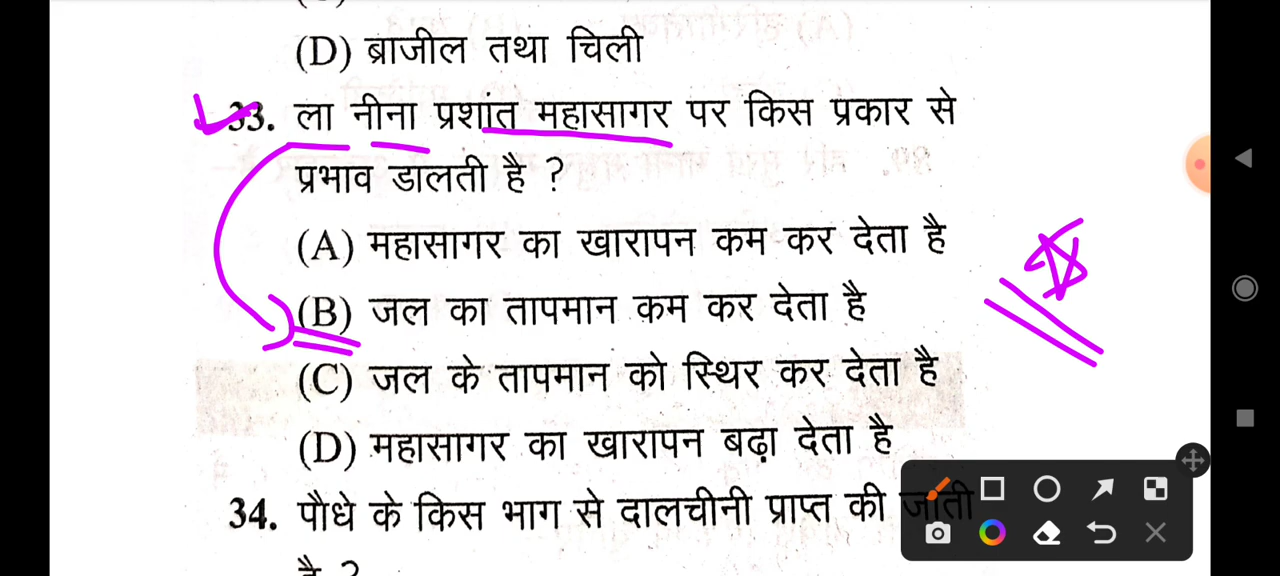 (D) ब्राजील तथा चिली
33. ला नीना प्रशांत महासागर पर किस प्रकार से
प्रभाव डालती है ?
(A) महासागर का खारापन कम कर देता है
(B) जल का तापमान कम कर देता है
(C) जल के तापमान को स्थिर कर देता है
(D) महासागर का खारापन बढ़ा देता है
34. पौधे के किस भाग से दालचीनी प्राप्त की जाती
है ?